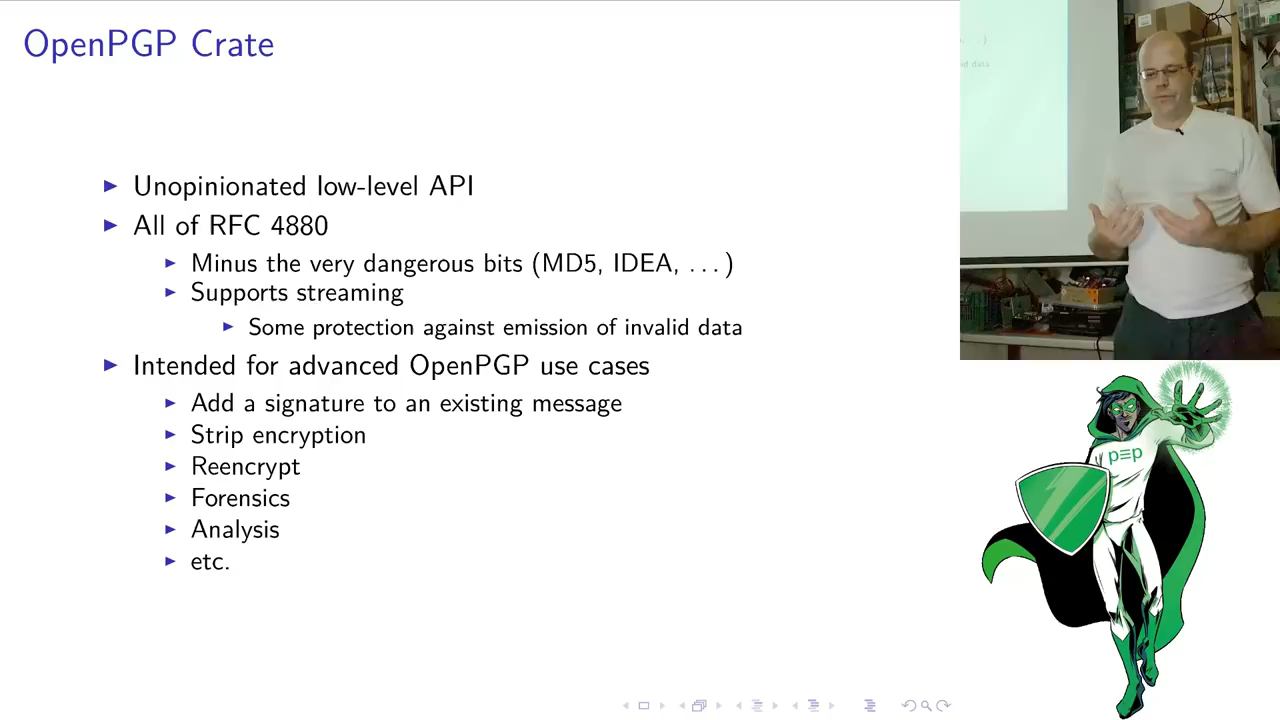 OpenPGP Crate
Unopinionated low-level API
All of RFC 4880
Minus the very dangerous bits (MD5, IDEA, ...)
Supports streaming
Some protection against emission of invalid data
Intended for advanced OpenPGP use cases
Add a signature to an existing message
Strip encryption
Reencrypt
Forensics
Analysis
etc.
p≡p